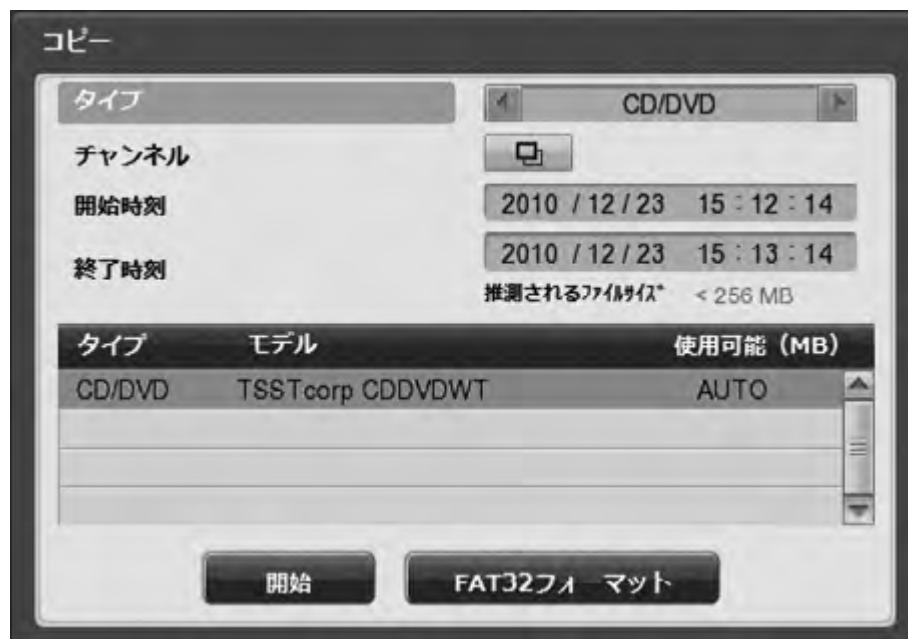 コピー
タイプ CD/DVD
チャンネル
開始時刻 2010 / 12 / 23 15 : 12 : 14
終了時刻 2010 / 12 / 23 15 : 13 : 14
推測されるファイルサイズ* < 256 MB
タイプ モデル 使用可能（MB）
CD/DVD TSSTcorp CDDVDWT AUTO
開始 FAT32フォーマット